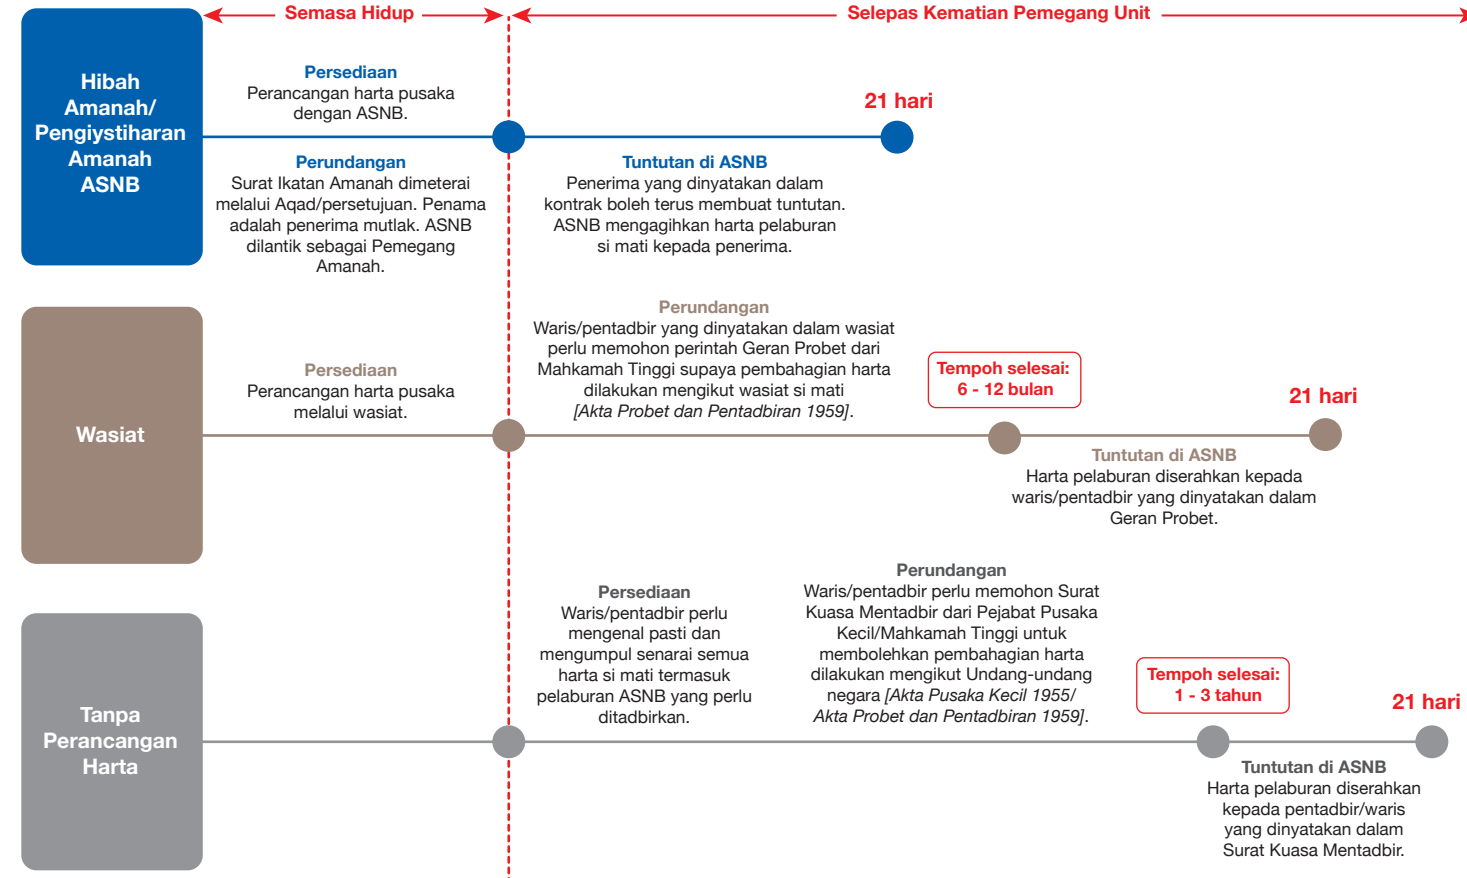 Semasa Hidup
Selepas Kematian Pemegang Unit
Hibah
Amanah/
Pengiystiharan
Amanah
ASNB
Persediaan
Perancangan harta pusaka
dengan ASNB.
Perundangan
Surat Ikatan Amanah dimeterai
melalui Aqad/persetujuan. Penama
adalah penerima mutlak. ASNB
dilantik sebagai Pemegang
Amanah.
21 hari
Tuntutan di ASNB
Penerima yang dinyatakan dalam
kontrak boleh terus membuat tuntutan.
ASNB mengagihkan harta pelaburan
si mati kepada penerima.
Wasiat
Persediaan
Perancangan harta pusaka
melalui wasiat.
Perundangan
Waris/pentadbir yang dinyatakan dalam wasiat
perlu memohon perintah Geran Probet dari
Mahkamah Tinggi supaya pembahagian harta
dilakukan mengikut wasiat si mati
[Akta Probet dan Pentadbiran 1959].
Tempoh selesai:
6 - 12 bulan
21 hari
Tuntutan di ASNB
Harta pelaburan diserahkan kepada
waris/pentadbir yang dinyatakan dalam
Geran Probet.
Tanpa
Perancangan
Harta
Persediaan
Waris/pentadbir perlu
mengenal pasti dan
mengumpul senarai semua
harta si mati termasuk
pelaburan ASNB yang perlu
ditadbirkan.
Perundangan
Waris/pentadbir perlu memohon Surat
Kuasa Mentadbir dari Pejabat Pusaka
Kecil/Mahkamah Tinggi untuk
membolehkan pembahagian harta
dilakukan mengikut Undang-undang
negara [Akta Pusaka Kecil 1955/
Akta Probet dan Pentadbiran 1959].
Tempoh selesai:
1 - 3 tahun
21 hari
Tuntutan di ASNB
Harta pelaburan diserahkan
kepada pentadbir/waris
yang dinyatakan dalam
Surat Kuasa Mentadbir.